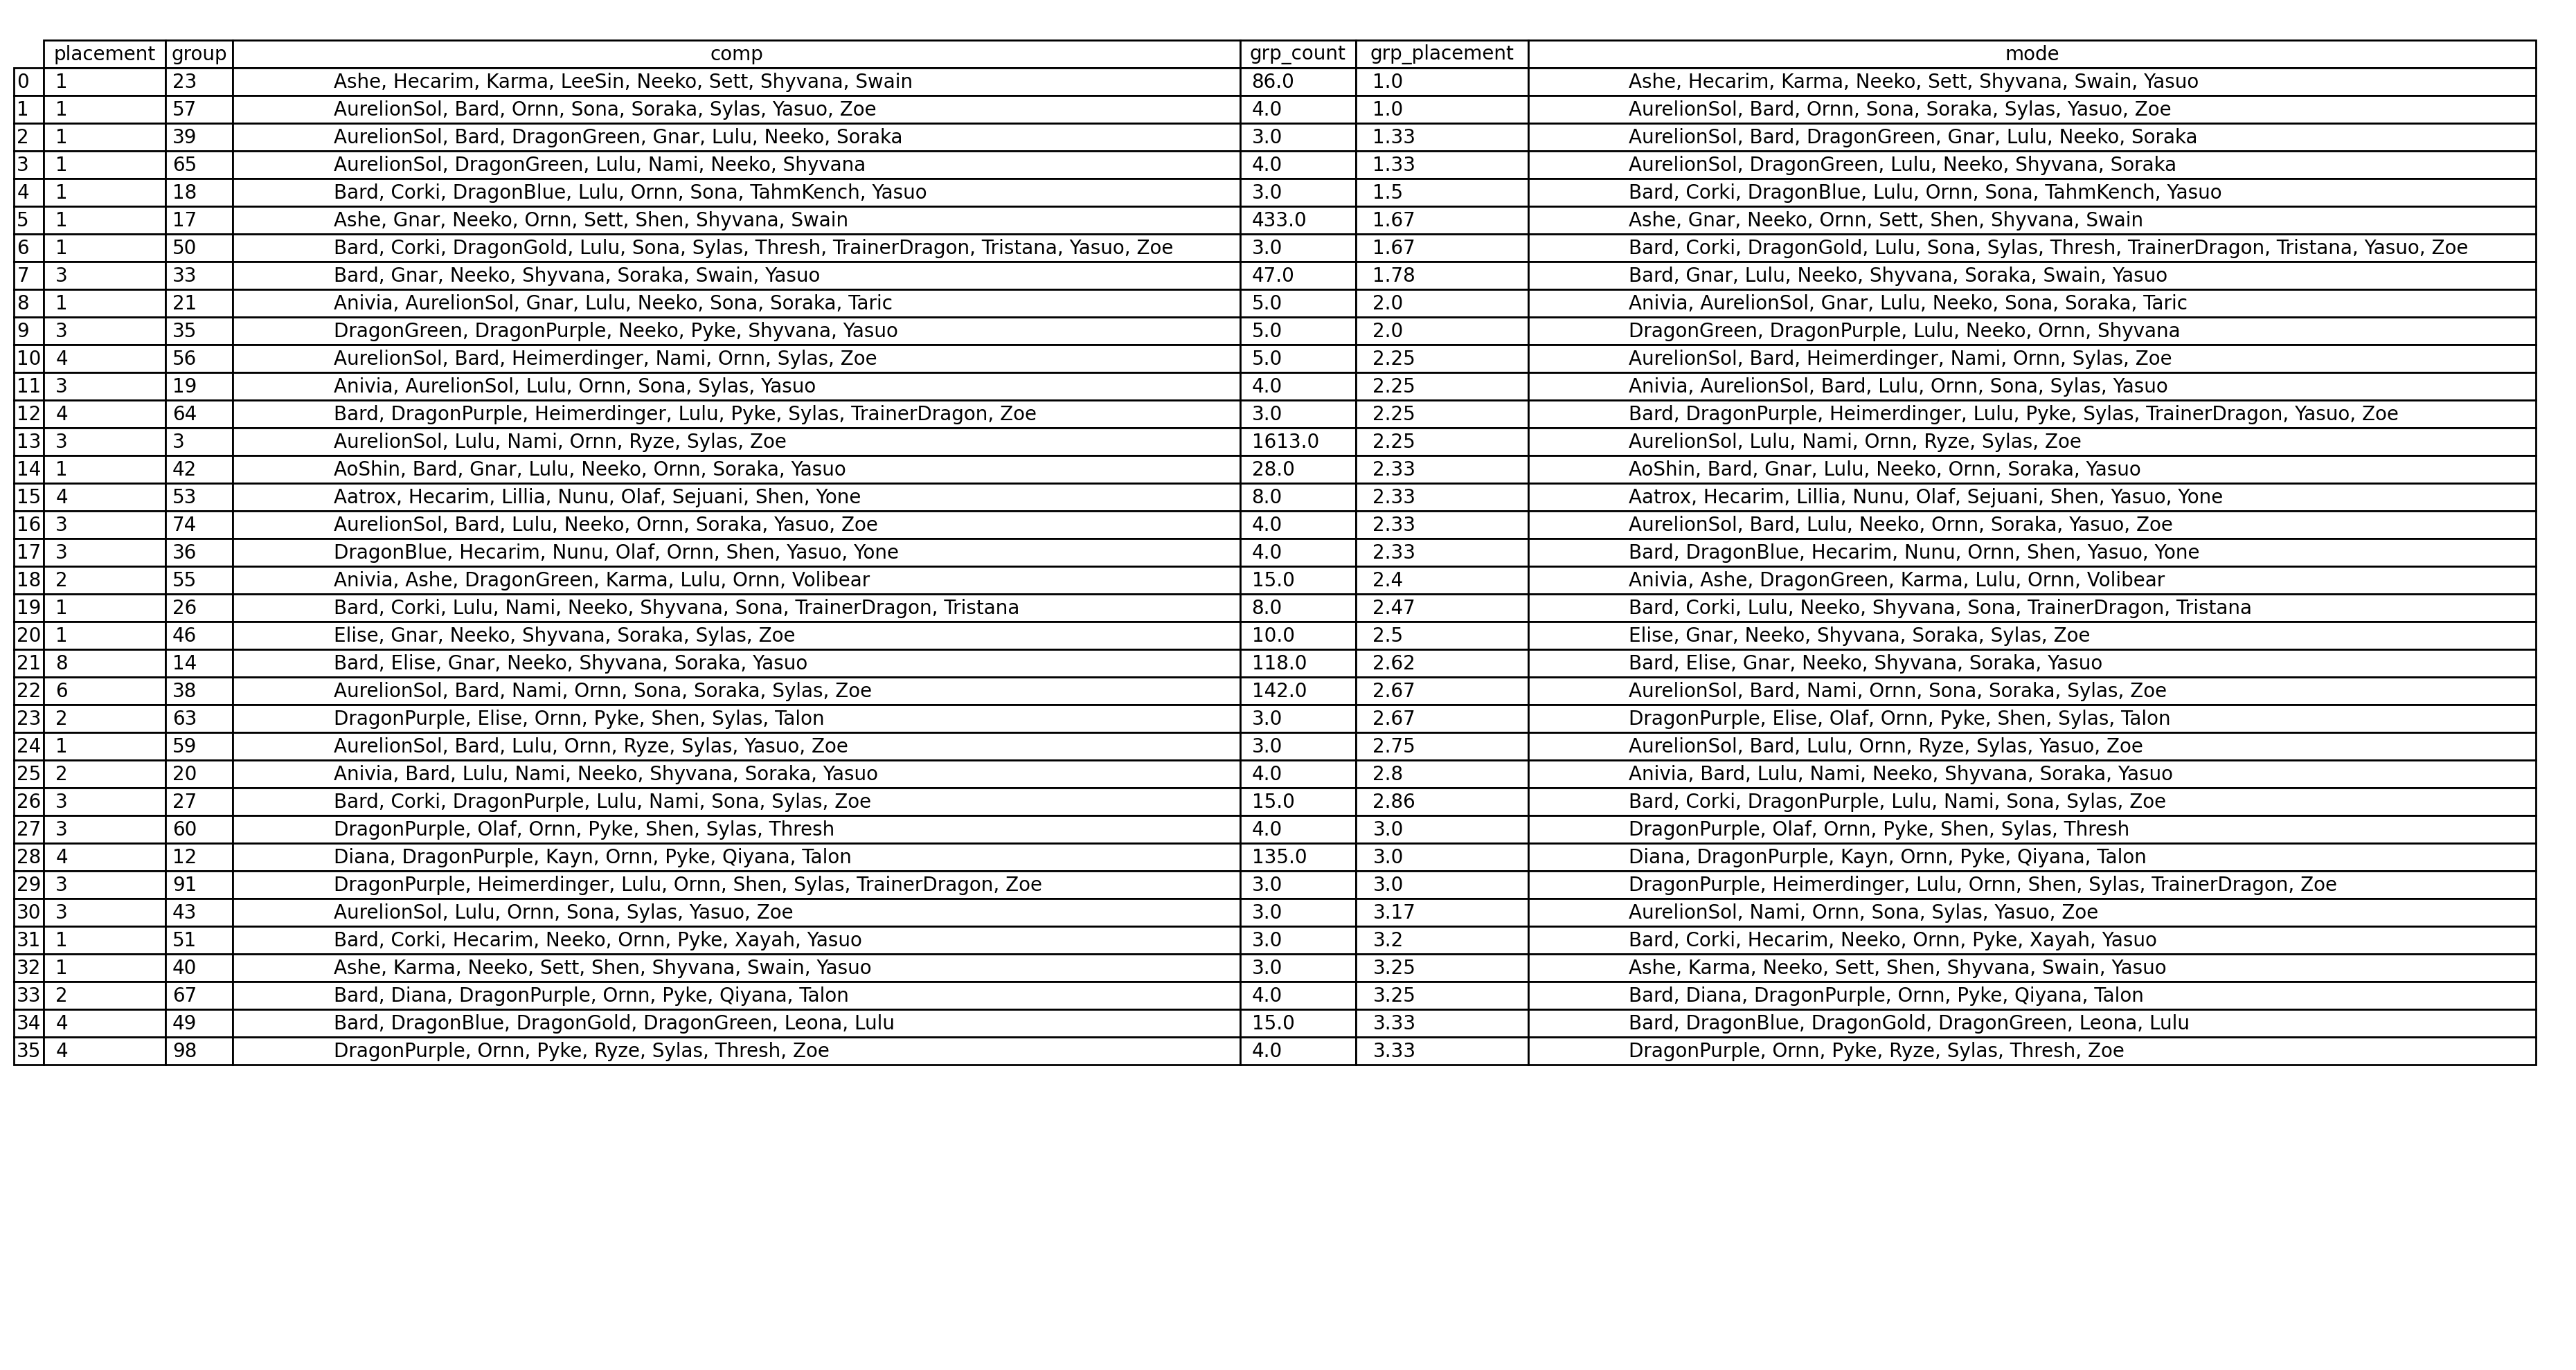 placement group comp grp_count grp_placement mode
0 1 23 Ashe, Hecarim, Karma, LeeSin, Neeko, Sett, Shyvana, Swain 86.0 1.0 Ashe, Hecarim, Karma, Neeko, Sett, Shyvana, Swain, Yasuo
1 1 57 AurelionSol, Bard, Ornn, Sona, Soraka, Sylas, Yasuo, Zoe 4.0 1.0 AurelionSol, Bard, Ornn, Sona, Soraka, Sylas, Yasuo, Zoe
2 1 39 AurelionSol, Bard, DragonGreen, Gnar, Lulu, Neeko, Soraka 3.0 1.33 AurelionSol, Bard, DragonGreen, Gnar, Lulu, Neeko, Soraka
3 1 65 AurelionSol, DragonGreen, Lulu, Nami, Neeko, Shyvana 4.0 1.33 AurelionSol, DragonGreen, Lulu, Neeko, Shyvana, Soraka
4 1 18 Bard, Corki, DragonBlue, Lulu, Ornn, Sona, TahmKench, Yasuo 3.0 1.5 Bard, Corki, DragonBlue, Lulu, Ornn, Sona, TahmKench, Yasuo
5 1 17 Ashe, Gnar, Neeko, Ornn, Sett, Shen, Shyvana, Swain 433.0 1.67 Ashe, Gnar, Neeko, Ornn, Sett, Shen, Shyvana, Swain
6 1 50 Bard, Corki, DragonGold, Lulu, Sona, Sylas, Thresh, TrainerDragon, Tristana, Yasuo, Zoe 3.0 1.67 Bard, Corki, DragonGold, Lulu, Sona, Sylas, Thresh, TrainerDragon, Tristana, Yasuo, Zoe
7 3 33 Bard, Gnar, Neeko, Shyvana, Soraka, Swain, Yasuo 47.0 1.78 Bard, Gnar, Lulu, Neeko, Shyvana, Soraka, Swain, Yasuo
8 1 21 Anivia, AurelionSol, Gnar, Lulu, Neeko, Sona, Soraka, Taric 5.0 2.0 Anivia, AurelionSol, Gnar, Lulu, Neeko, Sona, Soraka, Taric
9 3 35 DragonGreen, DragonPurple, Neeko, Pyke, Shyvana, Yasuo 5.0 2.0 DragonGreen, DragonPurple, Lulu, Neeko, Ornn, Shyvana
10 4 56 AurelionSol, Bard, Heimerdinger, Nami, Ornn, Sylas, Zoe 5.0 2.25 AurelionSol, Bard, Heimerdinger, Nami, Ornn, Sylas, Zoe
11 3 19 Anivia, AurelionSol, Lulu, Ornn, Sona, Sylas, Yasuo 4.0 2.25 Anivia, AurelionSol, Bard, Lulu, Ornn, Sona, Sylas, Yasuo
12 4 64 Bard, DragonPurple, Heimerdinger, Lulu, Pyke, Sylas, TrainerDragon, Zoe 3.0 2.25 Bard, DragonPurple, Heimerdinger, Lulu, Pyke, Sylas, TrainerDragon, Yasuo, Zoe
13 3 3 AurelionSol, Lulu, Nami, Ornn, Ryze, Sylas, Zoe 1613.0 2.25 AurelionSol, Lulu, Nami, Ornn, Ryze, Sylas, Zoe
14 1 42 AoShin, Bard, Gnar, Lulu, Neeko, Ornn, Soraka, Yasuo 28.0 2.33 AoShin, Bard, Gnar, Lulu, Neeko, Ornn, Soraka, Yasuo
15 4 53 Aatrox, Hecarim, Lillia, Nunu, Olaf, Sejuani, Shen, Yone 8.0 2.33 Aatrox, Hecarim, Lillia, Nunu, Olaf, Sejuani, Shen, Yasuo, Yone
16 3 74 AurelionSol, Bard, Lulu, Neeko, Ornn, Soraka, Yasuo, Zoe 4.0 2.33 AurelionSol, Bard, Lulu, Neeko, Ornn, Soraka, Yasuo, Zoe
17 3 36 DragonBlue, Hecarim, Nunu, Olaf, Ornn, Shen, Yasuo, Yone 4.0 2.33 Bard, DragonBlue, Hecarim, Nunu, Ornn, Shen, Yasuo, Yone
18 2 55 Anivia, Ashe, DragonGreen, Karma, Lulu, Ornn, Volibear 15.0 2.4 Anivia, Ashe, DragonGreen, Karma, Lulu, Ornn, Volibear
19 1 26 Bard, Corki, Lulu, Nami, Neeko, Shyvana, Sona, TrainerDragon, Tristana 8.0 2.47 Bard, Corki, Lulu, Neeko, Shyvana, Sona, TrainerDragon, Tristana
20 1 46 Elise, Gnar, Neeko, Shyvana, Soraka, Sylas, Zoe 10.0 2.5 Elise, Gnar, Neeko, Shyvana, Soraka, Sylas, Zoe
21 8 14 Bard, Elise, Gnar, Neeko, Shyvana, Soraka, Yasuo 118.0 2.62 Bard, Elise, Gnar, Neeko, Shyvana, Soraka, Yasuo
22 6 38 AurelionSol, Bard, Nami, Ornn, Sona, Soraka, Sylas, Zoe 142.0 2.67 AurelionSol, Bard, Nami, Ornn, Sona, Soraka, Sylas, Zoe
23 2 63 DragonPurple, Elise, Ornn, Pyke, Shen, Sylas, Talon 3.0 2.67 DragonPurple, Elise, Olaf, Ornn, Pyke, Shen, Sylas, Talon
24 1 59 AurelionSol, Bard, Lulu, Ornn, Ryze, Sylas, Yasuo, Zoe 3.0 2.75 AurelionSol, Bard, Lulu, Ornn, Ryze, Sylas, Yasuo, Zoe
25 2 20 Anivia, Bard, Lulu, Nami, Neeko, Shyvana, Soraka, Yasuo 4.0 2.8 Anivia, Bard, Lulu, Nami, Neeko, Shyvana, Soraka, Yasuo
26 3 27 Bard, Corki, DragonPurple, Lulu, Nami, Sona, Sylas, Zoe 15.0 2.86 Bard, Corki, DragonPurple, Lulu, Nami, Sona, Sylas, Zoe
27 3 60 DragonPurple, Olaf, Ornn, Pyke, Shen, Sylas, Thresh 4.0 3.0 DragonPurple, Olaf, Ornn, Pyke, Shen, Sylas, Thresh
28 4 12 Diana, DragonPurple, Kayn, Ornn, Pyke, Qiyana, Talon 135.0 3.0 Diana, DragonPurple, Kayn, Ornn, Pyke, Qiyana, Talon
29 3 91 DragonPurple, Heimerdinger, Lulu, Ornn, Shen, Sylas, TrainerDragon, Zoe 3.0 3.0 DragonPurple, Heimerdinger, Lulu, Ornn, Shen, Sylas, TrainerDragon, Zoe
30 3 43 AurelionSol, Lulu, Ornn, Sona, Sylas, Yasuo, Zoe 3.0 3.17 AurelionSol, Nami, Ornn, Sona, Sylas, Yasuo, Zoe
31 1 51 Bard, Corki, Hecarim, Neeko, Ornn, Pyke, Xayah, Yasuo 3.0 3.2 Bard, Corki, Hecarim, Neeko, Ornn, Pyke, Xayah, Yasuo
32 1 40 Ashe, Karma, Neeko, Sett, Shen, Shyvana, Swain, Yasuo 3.0 3.25 Ashe, Karma, Neeko, Sett, Shen, Shyvana, Swain, Yasuo
33 2 67 Bard, Diana, DragonPurple, Ornn, Pyke, Qiyana, Talon 4.0 3.25 Bard, Diana, DragonPurple, Ornn, Pyke, Qiyana, Talon
34 4 49 Bard, DragonBlue, DragonGold, DragonGreen, Leona, Lulu 15.0 3.33 Bard, DragonBlue, DragonGold, DragonGreen, Leona, Lulu
35 4 98 DragonPurple, Ornn, Pyke, Ryze, Sylas, Thresh, Zoe 4.0 3.33 DragonPurple, Ornn, Pyke, Ryze, Sylas, Thresh, Zoe